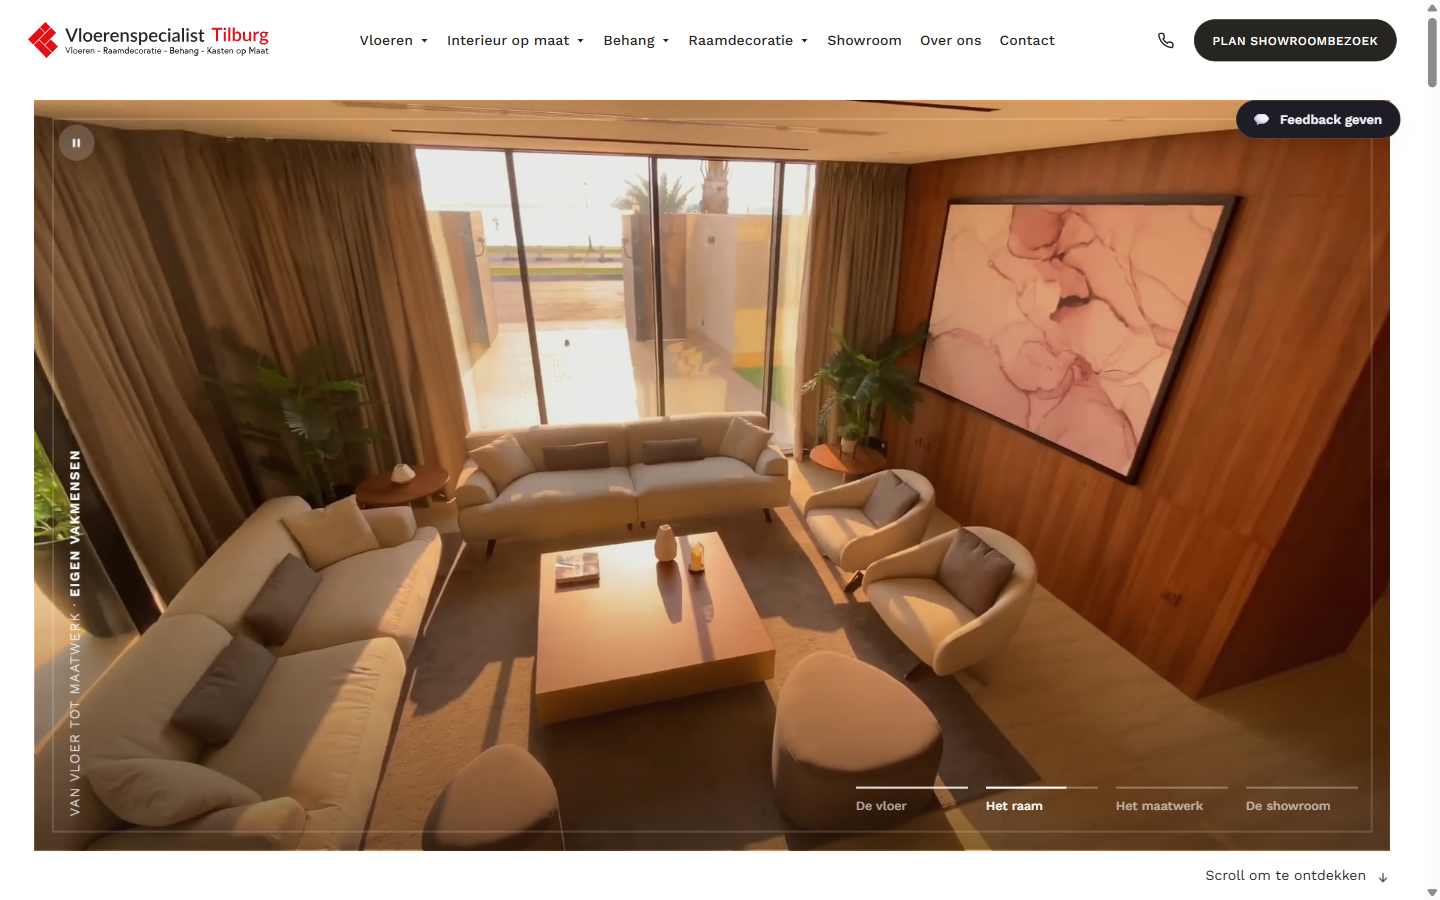 Vloerenspecialist Tilburg
Vloeren - Raamdecoratie - Behang - Kasten op Maat
Vloeren
Interieur op maat
Behang
Raamdecoratie
Showroom
Over ons
Contact
PLAN SHOWROOMBEZOEK
Feedback geven
VAN VLOER TOT MAATWERK · EIGEN VAKMENSEN
De vloer
Het raam
Het maatwerk
De showroom
Scroll om te ontdekken